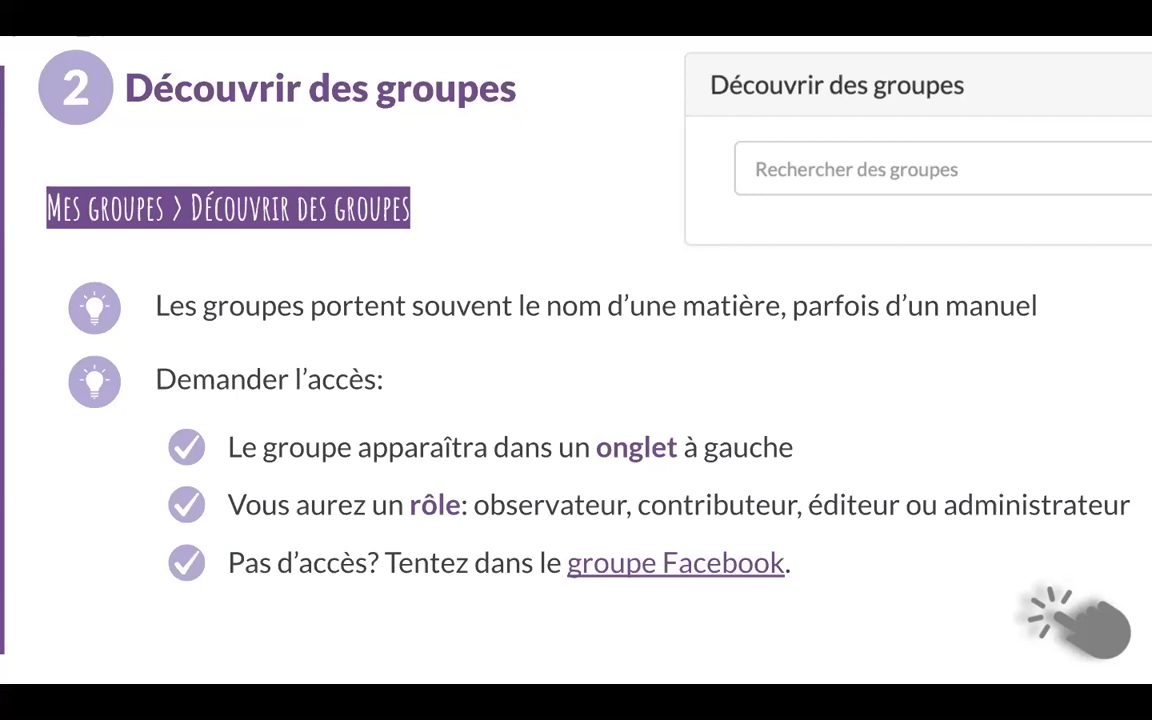 2 Découvrir des groupes
Découvrir des groupes
Rechercher des groupes
Mes groupes > Découvrir des groupes
Les groupes portent souvent le nom d’une matière, parfois d’un manuel
Demander l’accès:
Le groupe apparaîtra dans un onglet à gauche
Vous aurez un rôle: observateur, contributeur, éditeur ou administrateur
Pas d’accès? Tentez dans le groupe Facebook.